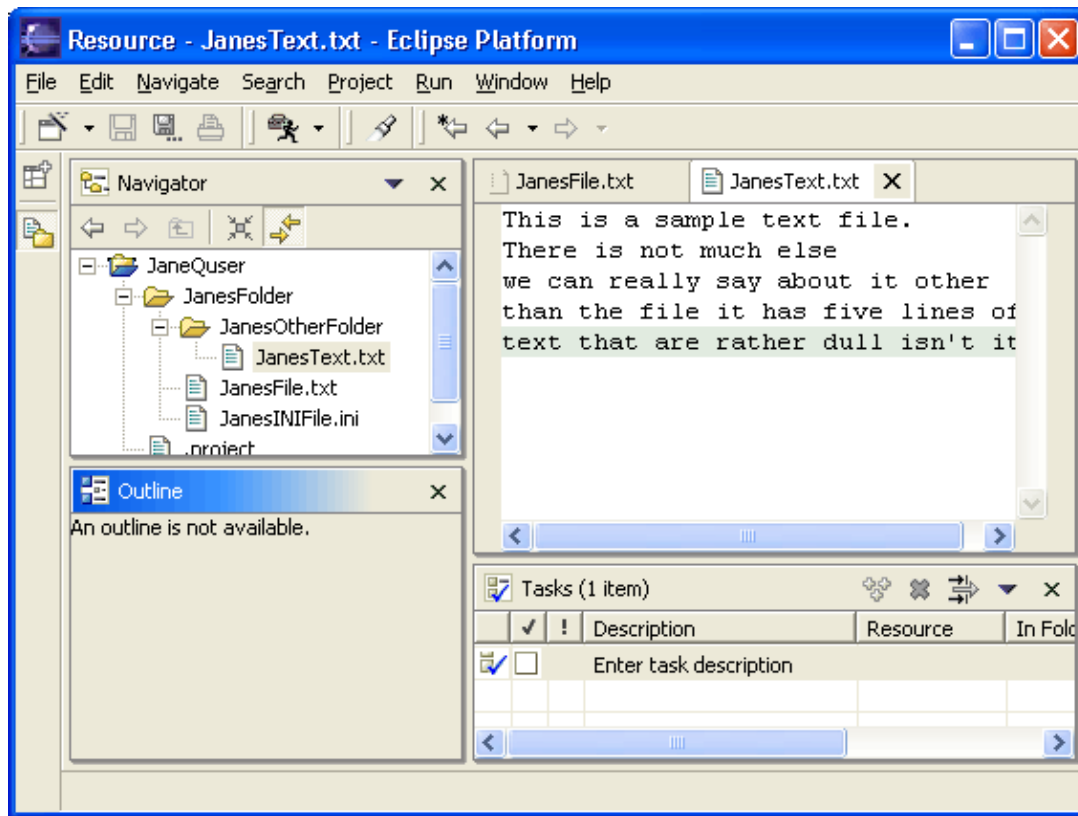 Resource - JanesText.txt - Eclipse Platform
File Edit Navigate Search Project Run Window Help
Navigator
JaneQuser
JanesFolder
JanesOtherFolder
JanesText.txt
JanesFile.txt
JanesINIFile.ini
.project
Outline
An outline is not available.
JanesFile.txt JanesText.txt
This is a sample text file.
There is not much else
we can really say about it other
than the file it has five lines of
text that are rather dull isn't it
Tasks (1 item)
! Description Resource In Fold
Enter task description